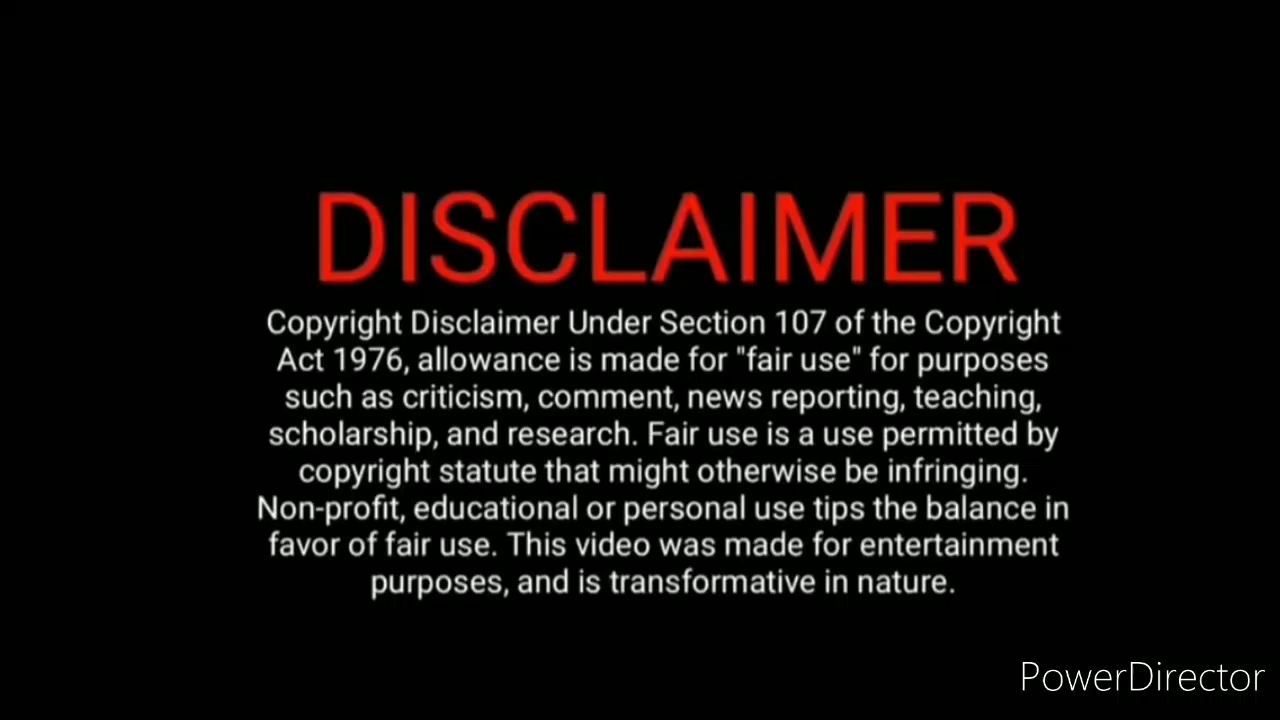 DISCLAIMER
Copyright Disclaimer Under Section 107 of the Copyright
Act 1976, allowance is made for "fair use" for purposes
such as criticism, comment, news reporting, teaching,
scholarship, and research. Fair use is a use permitted by
copyright statute that might otherwise be infringing.
Non-profit, educational or personal use tips the balance in
favor of fair use. This video was made for entertainment
purposes, and is transformative in nature.
PowerDirector